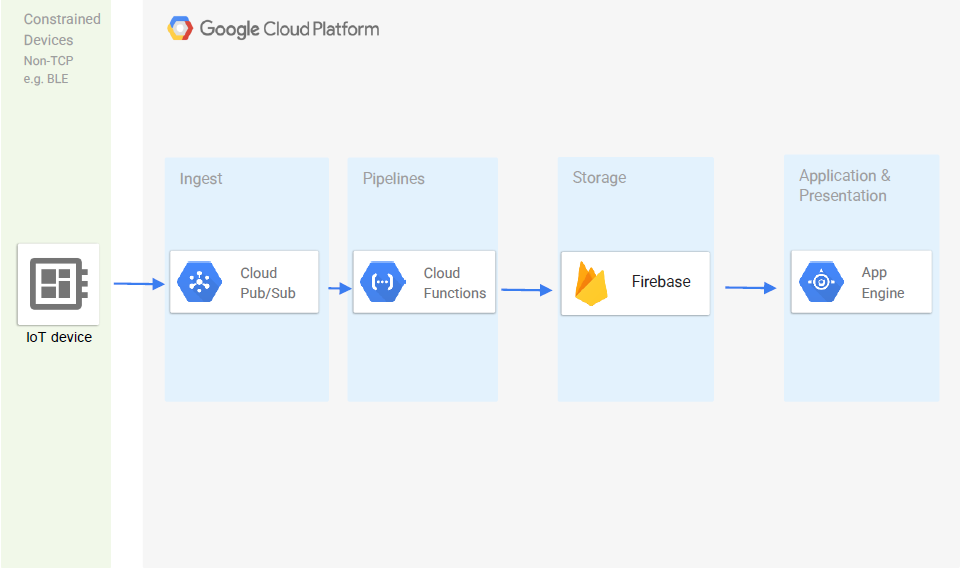 Constrained
Devices
Non-TCP
e.g. BLE
Google Cloud Platform
Ingest
Pipelines
Storage
Application &
Presentation
IoT device
Cloud
Pub/Sub
Cloud
Functions
Firebase
App
Engine